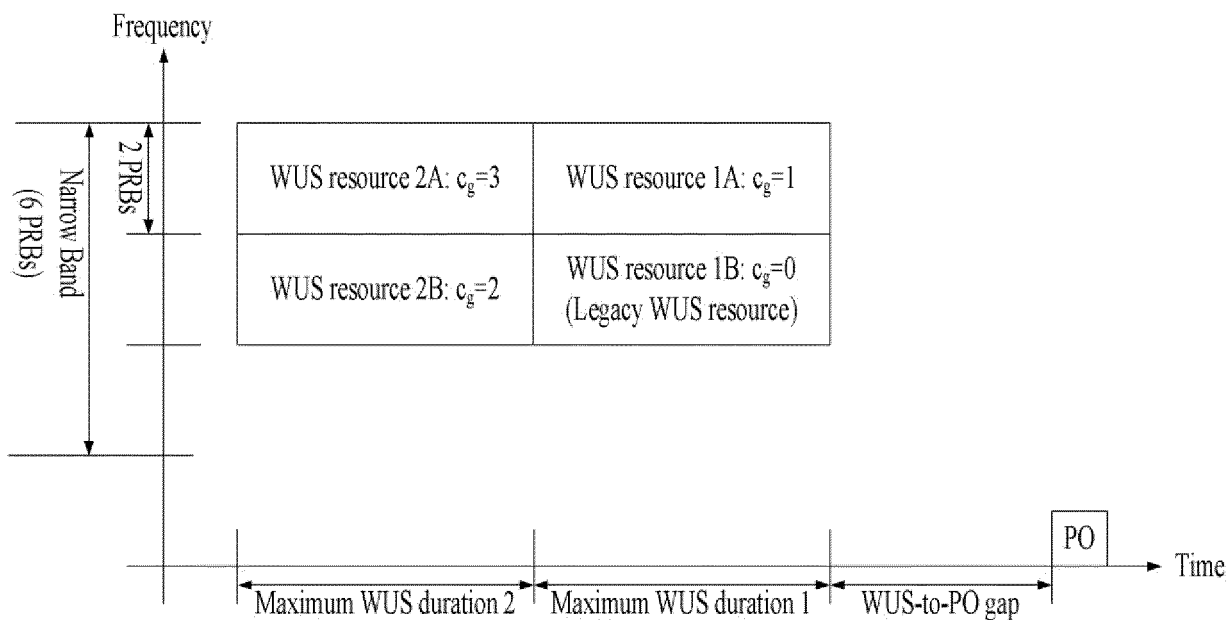 Frequency
2 PRBs
Narrow Band
(6 PRBs)
WUS resource 2A: cg=3
WUS resource 1A: cg=1
WUS resource 2B: cg=2
WUS resource 1B: cg=0
(Legacy WUS resource)
PO
Time
Maximum WUS duration 2
Maximum WUS duration 1
WUS-to-PO gap